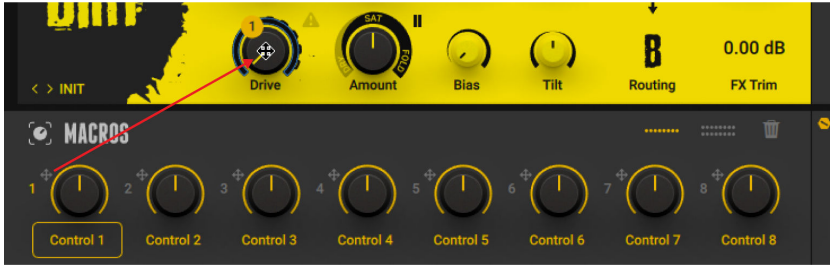 1
SAT
FOLD
Drive
Amount
Bias
Tilt
Routing
FX Trim
8
0.00 dB
< > INIT
MACROS
1
2
3
4
5
6
7
8
Control 1
Control 2
Control 3
Control 4
Control 5
Control 6
Control 7
Control 8